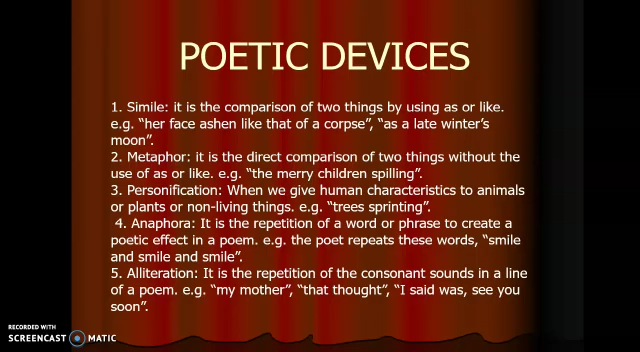 POETIC DEVICES
1. Simile: it is the comparison of two things by using as or like.
e.g. “her face ashen like that of a corpse”, “as a late winter’s
moon”.
2. Metaphor: it is the direct comparison of two things without the
use of as or like. e.g. “the merry children spilling”.
3. Personification: When we give human characteristics to animals
or plants or non-living things. e.g. “trees sprinting”.
4. Anaphora: It is the repetition of a word or phrase to create a
poetic effect in a poem. e.g. the poet repeats these words, “smile
and smile and smile”.
5. Alliteration: It is the repetition of the consonant sounds in a line
of a poem. e.g. “my mother”, “that thought”, “I said was, see you
soon”.
RECORDED WITH
SCREENCAST MATIC